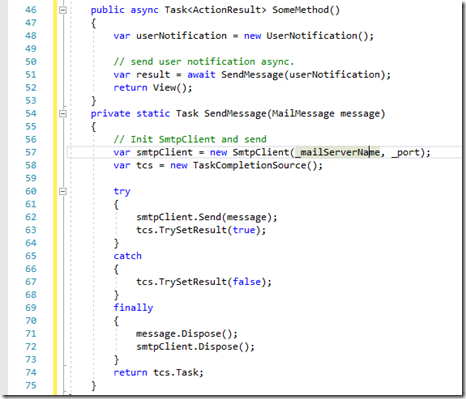 46 public async Task<ActionResult> SomeMethod()
47 {
48 var userNotification = new UserNotification();
49
50 // send user notification async.
51 var result = await SendMessage(userNotification);
52 return View();
53 }
54 private static Task SendMessage(MailMessage message)
55 {
56 // Init SmtpClient and send
57 var smtpClient = new SmtpClient(_mailServerName, _port);
58 var tcs = new TaskCompletionSource();
59
60 try
61 {
62 smtpClient.Send(message);
63 tcs.TrySetResult(true);
64 }
65 catch
66 {
67 tcs.TrySetResult(false);
68 }
69 finally
70 {
71 message.Dispose();
72 smtpClient.Dispose();
73 }
74 return tcs.Task;
75 }